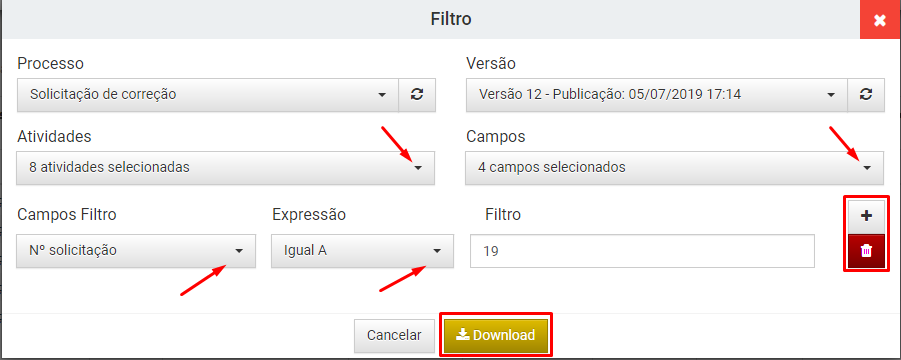 Filtro
Processo
Versão
Solicitação de correção
Versão 12 - Publicação: 05/07/2019 17:14
Atividades
Campos
8 atividades selecionadas
4 campos selecionados
Campos Filtro
Expressão
Filtro
Nº solicitação
Igual A
19
Cancelar
Download